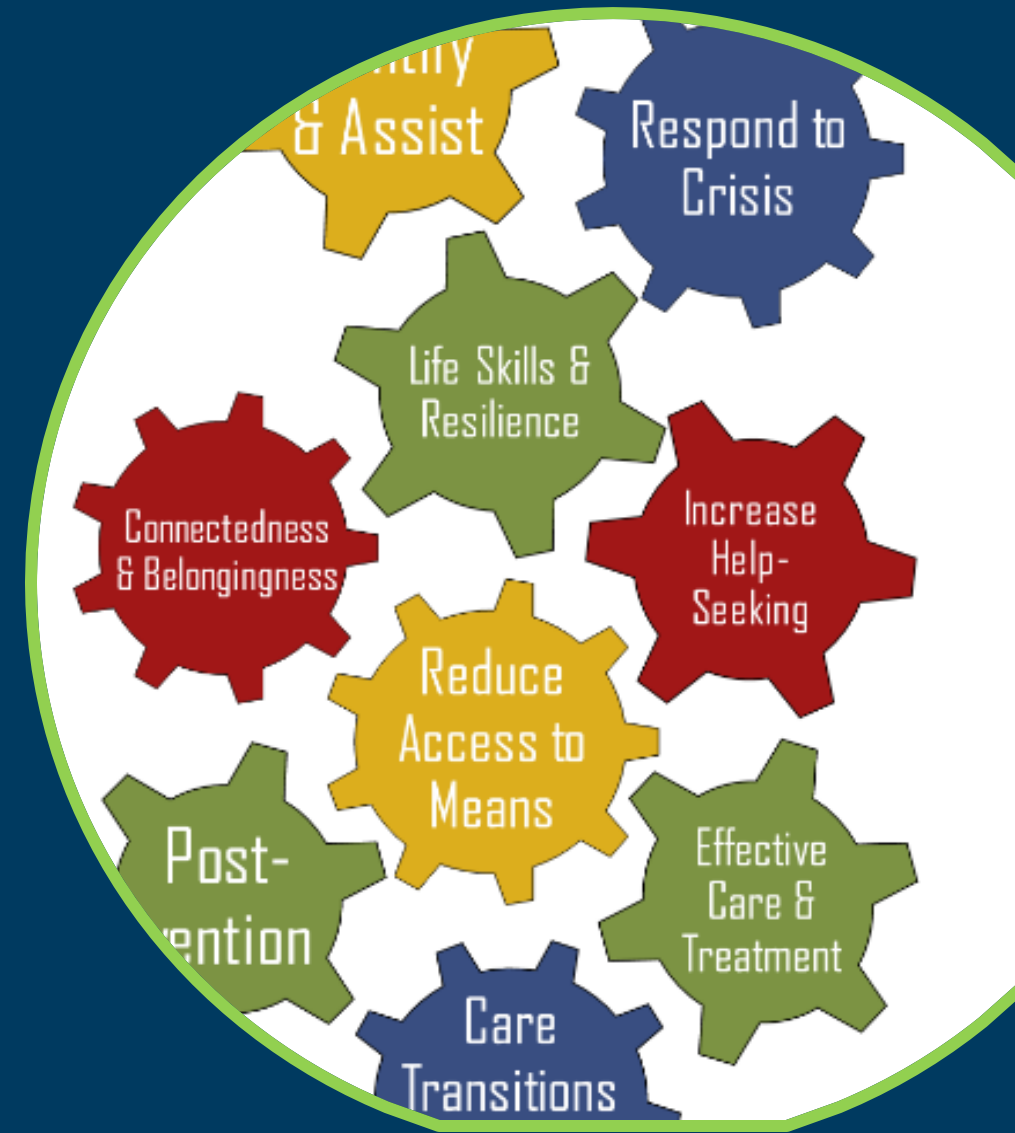 & Assist
Respond to
Crisis
Life Skills &
Resilience
Connectedness
& Belongingness
Increase
Help-
Seeking
Reduce
Access to
Means
Post-
Effective
Care &
Treatment
Care
Transitions